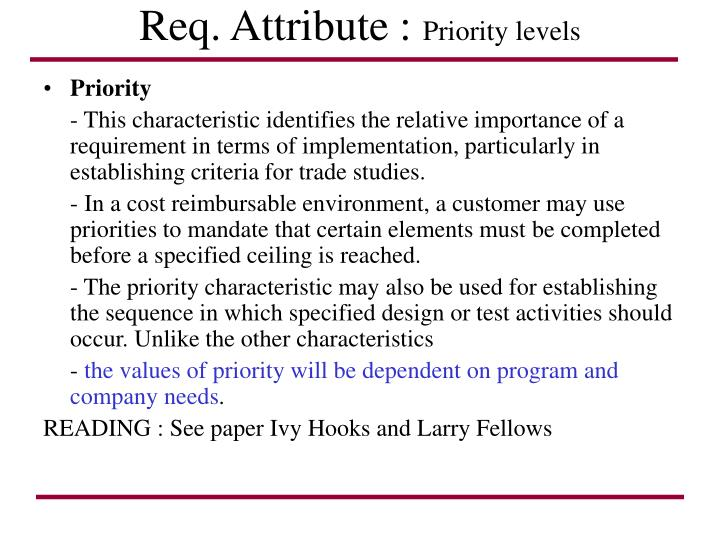 Req. Attribute : Priority levels
• Priority
- This characteristic identifies the relative importance of a
requirement in terms of implementation, particularly in
establishing criteria for trade studies.
- In a cost reimbursable environment, a customer may use
priorities to mandate that certain elements must be completed
before a specified ceiling is reached.
- The priority characteristic may also be used for establishing
the sequence in which specified design or test activities should
occur. Unlike the other characteristics
- the values of priority will be dependent on program and
company needs.
READING : See paper Ivy Hooks and Larry Fellows